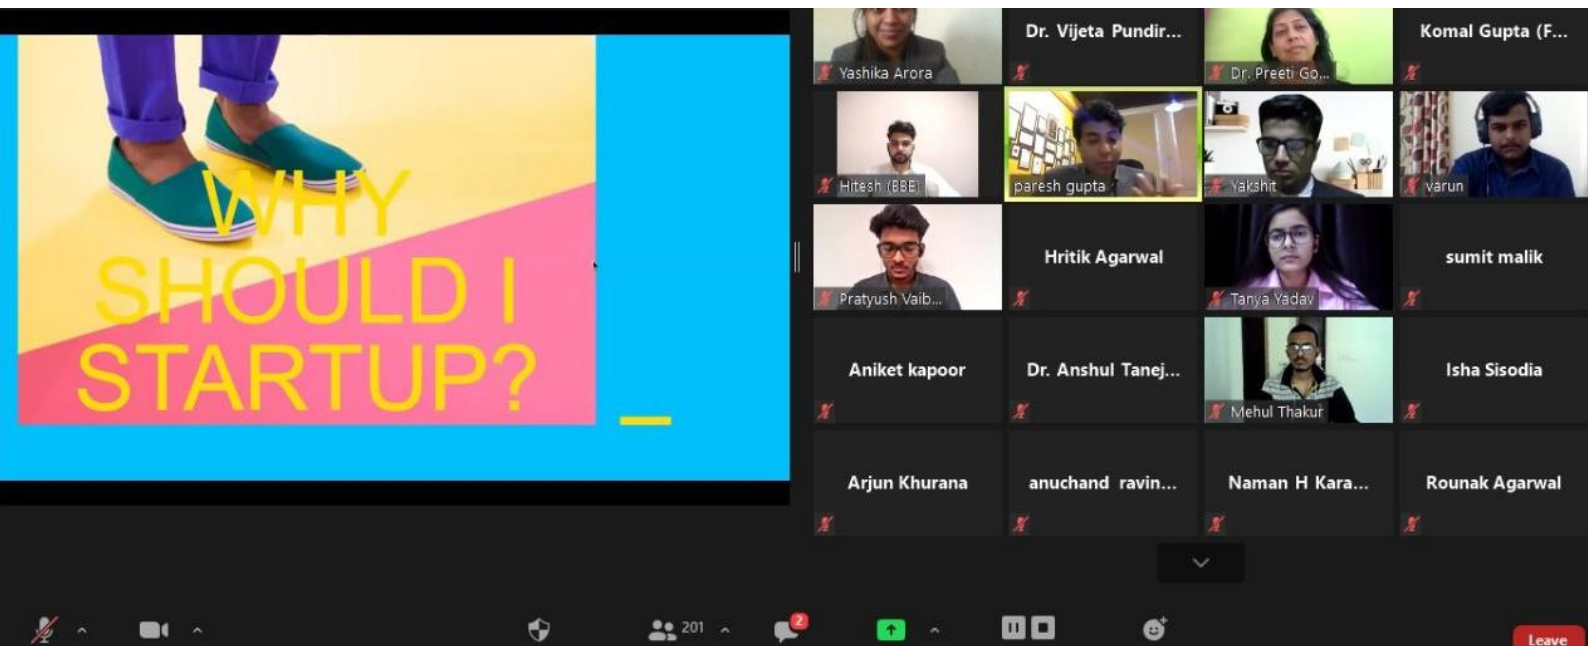 WHY
SHOULD I
STARTUP?
Yashika Arora
Dr. Vijeta Pundir...
Dr. Preeti Go...
Komal Gupta (F...
Hitesh (BBE)
paresh gupta
Yakshit
varun
Pratyush Vaib...
Hritik Agarwal
Tanya Yadav
sumit malik
Aniket kapoor
Dr. Anshul Tanej...
Mehul Thakur
Isha Sisodia
Arjun Khurana
anuchand ravin...
Naman H Kara...
Rounak Agarwal
201
2
Leave